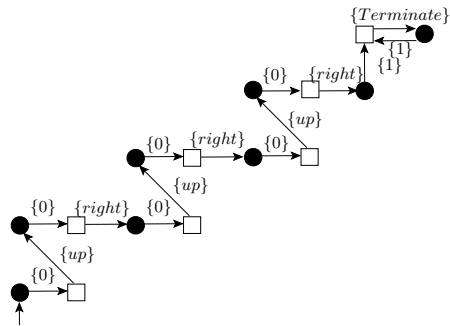 {Terminate}
{1}
{1}
{0}
{right}
{up}
{0}
{right}
{0}
{up}
{0}
{right}
{0}
{up}
{0}